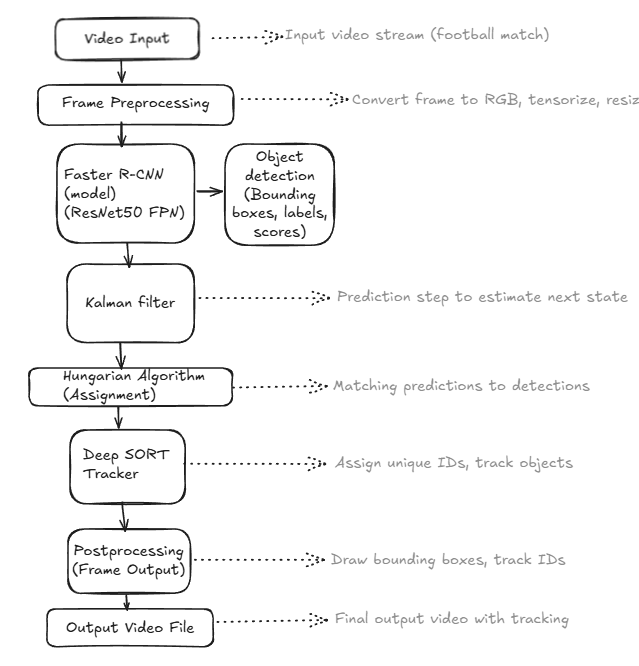 Video Input
Input video stream (football match)
Frame Preprocessing
Convert frame to RGB, tensorize, resiz
Faster R-CNN
(model)
(ResNet50 FPN)
Object
detection
(Bounding
boxes, labels,
scores)
Kalman filter
Prediction step to estimate next state
Hungarian Algorithm
(Assignment)
Matching predictions to detections
Deep SORT
Tracker
Assign unique IDs, track objects
Postprocessing
(Frame Output)
Draw bounding boxes, track IDs
Output Video File
Final output video with tracking